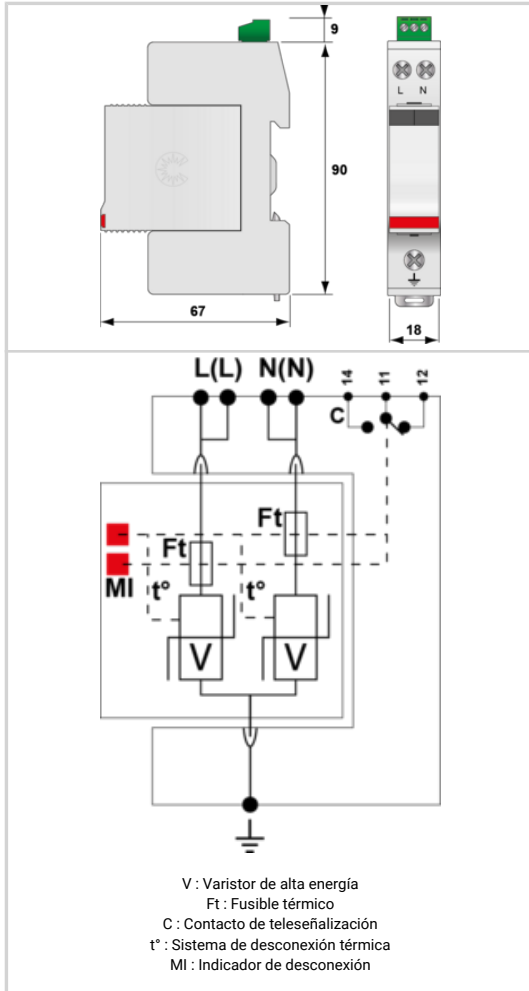 9
L N
90
67
18
L(L) N(N)
14 11 12
C
Ft
Ft
MI
t° t°
V V
V : Varistor de alta energía
Ft : Fusible térmico
C : Contacto de teleseñalización
t° : Sistema de desconexión térmica
MI : Indicador de desconexión